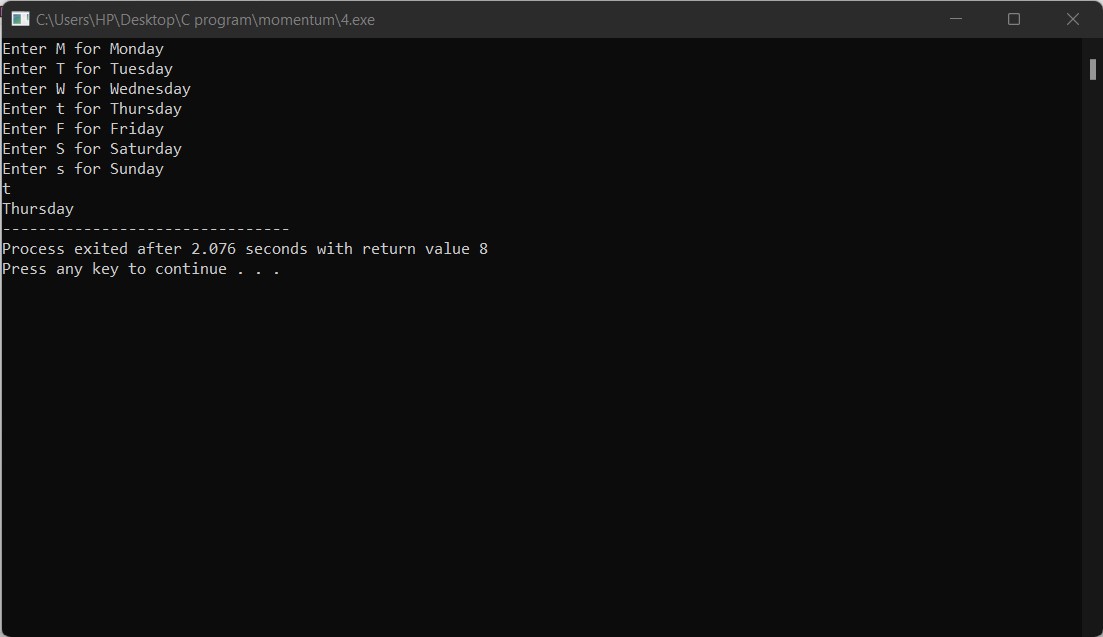 C:\Users\HP\Desktop\C program\momentum\4.exe
Enter M for Monday
Enter T for Tuesday
Enter W for Wednesday
Enter t for Thursday
Enter F for Friday
Enter S for Saturday
Enter s for Sunday
t
Thursday
--------------------------------
Process exited after 2.076 seconds with return value 8
Press any key to continue . . .